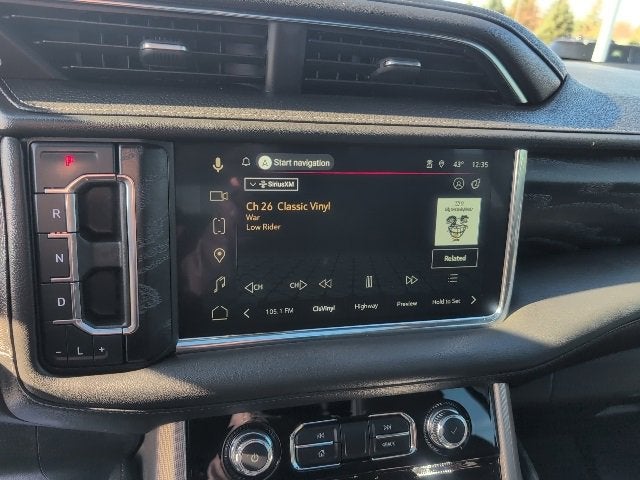 P
R
N
D
- L +
Start navigation
43° 12:35
SiriusXM
Ch 26 Classic Vinyl
War
Low Rider
Related
CH CH
105.1 FM ClsVinyl Highway Preview Hold to Set